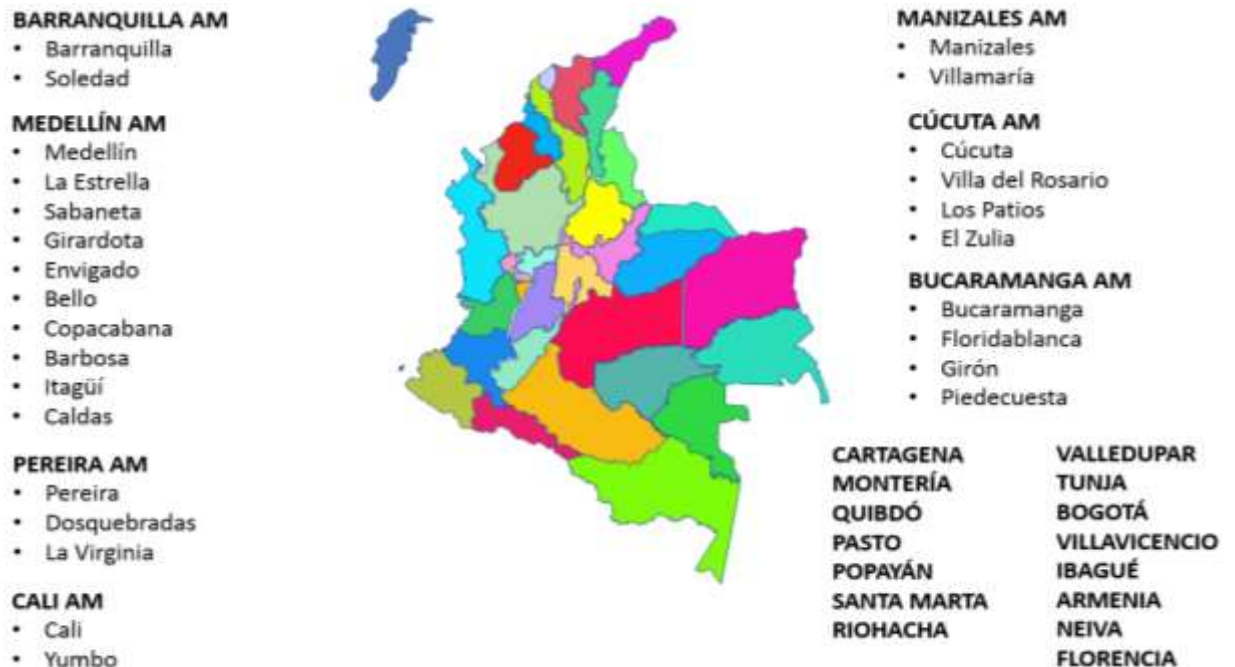 BARRANQUILLA AM
• Barranquilla
• Soledad
MEDELLÍN AM
• Medellín
• La Estrella
• Sabaneta
• Girardota
• Envigado
• Bello
• Copacabana
• Barbosa
• Itagüí
• Caldas
PEREIRA AM
• Pereira
• Dosquebradas
• La Virginia
CALI AM
• Cali
• Yumbo
MANIZALES AM
• Manizales
• Villamaría
CÚCUTA AM
• Cúcuta
• Villa del Rosario
• Los Patios
• El Zulia
BUCARAMANGA AM
• Bucaramanga
• Floridablanca
• Girón
• Piedecuesta
CARTAGENA
MONTERÍA
QUIBDÓ
PASTO
POPAYÁN
SANTA MARTA
RIOHACHA
VALLEDUPAR
TUNJA
BOGOTÁ
VILLAVICENCIO
IBAGUÉ
ARMENIA
NEIVA
FLORENCIA